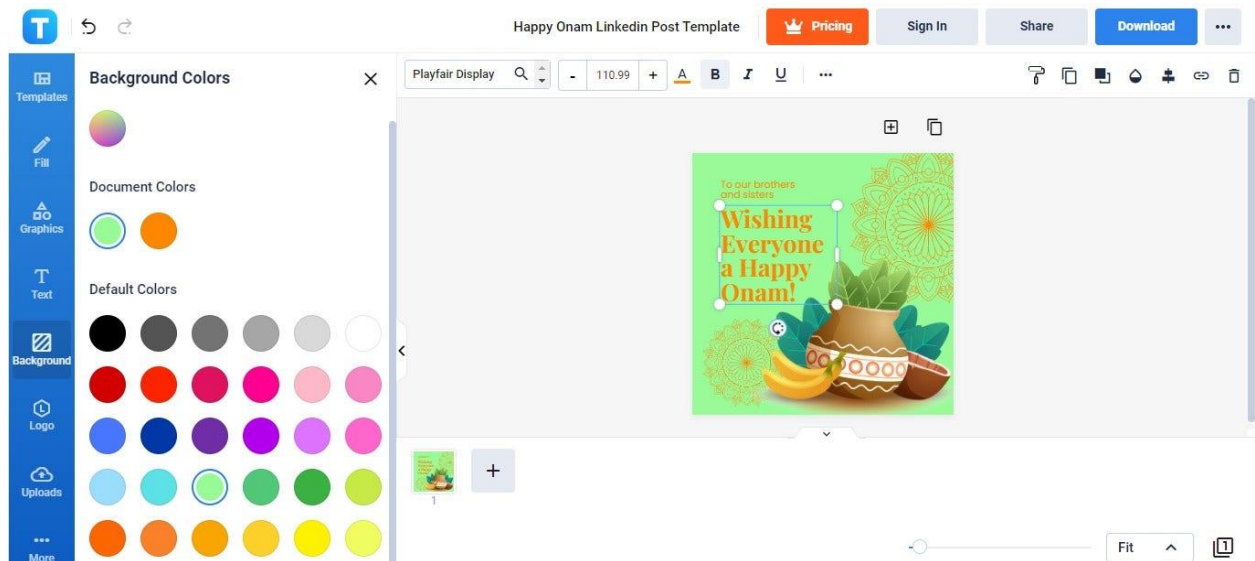 T
Happy Onam Linkedin Post Template
Pricing
Sign In
Share
Download
Templates
Fill
Graphics
Text
Background
Logo
Uploads
More
Background Colors
Document Colors
Default Colors
Playfair Display
- 110.99 + A B I U
To our brothers
and sisters
Wishing
Everyone
a Happy
Onam!
1
Fit
1